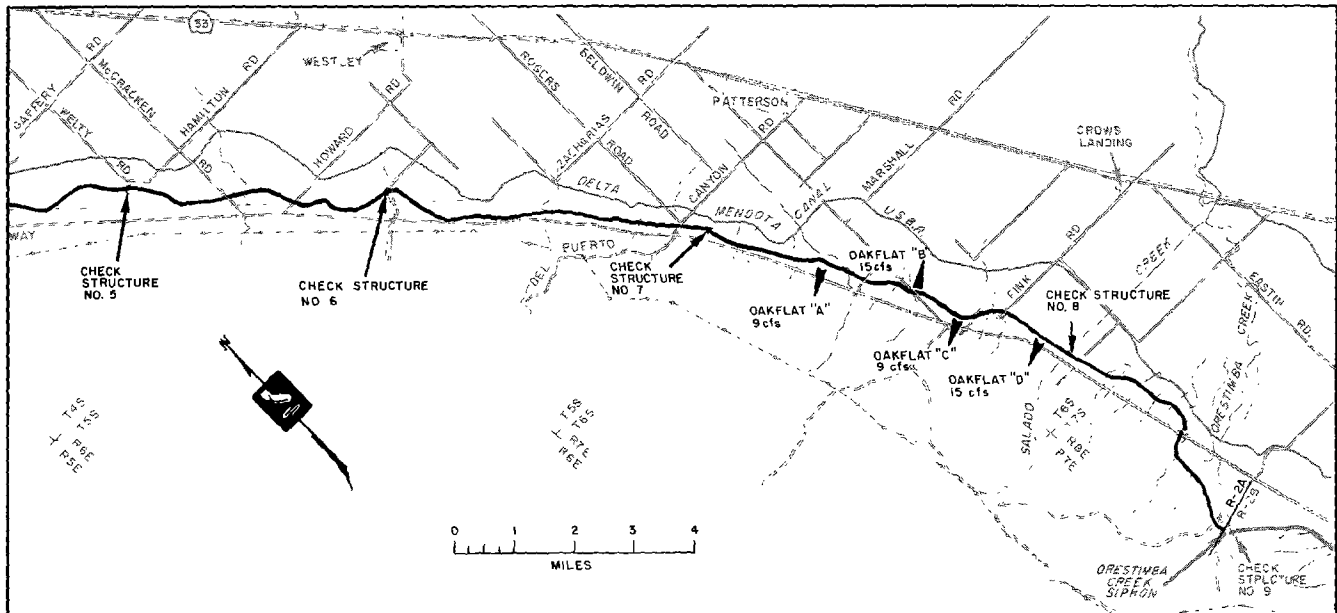 33
GAFFERY RD
WELTY RD
McCRACKEN RD
HAMILTON RD
WESTLEY
HOWARD RD
ROGERS ROAD
BELDWIN ROAD
ZACHARIAS RD
PATTERSON
CANYON RD
MARSHALL RD
CROWS
LANDING
DELTA MENDOTA CANAL
U.S.B.R.
FINK RD
CREEK
CREEK
EASTIN RD.
ORESTIMBA
WAY
DEL PUERTO
CHECK
STRUCTURE
NO. 5
CHECK STRUCTURE
NO 6
CHECK
STRUCTURE
NO. 7
OAKFLAT "A"
9 cfs
OAKFLAT "B"
15 cfs
OAKFLAT "C"
9 cfs
OAKFLAT "D"
15 cfs
CHECK STRUCTURE
NO. 8
SALADO
N
T4S
T5S
R6E
R5E
T5S
T6S
R7E
R6E
T6S
T7S
R8E
R7E
R-2A
R-2B
0 1 2 3 4
MILES
ORESTIMBA
CREEK
SIPHON
CHECK
STRUCTURE
NO 9